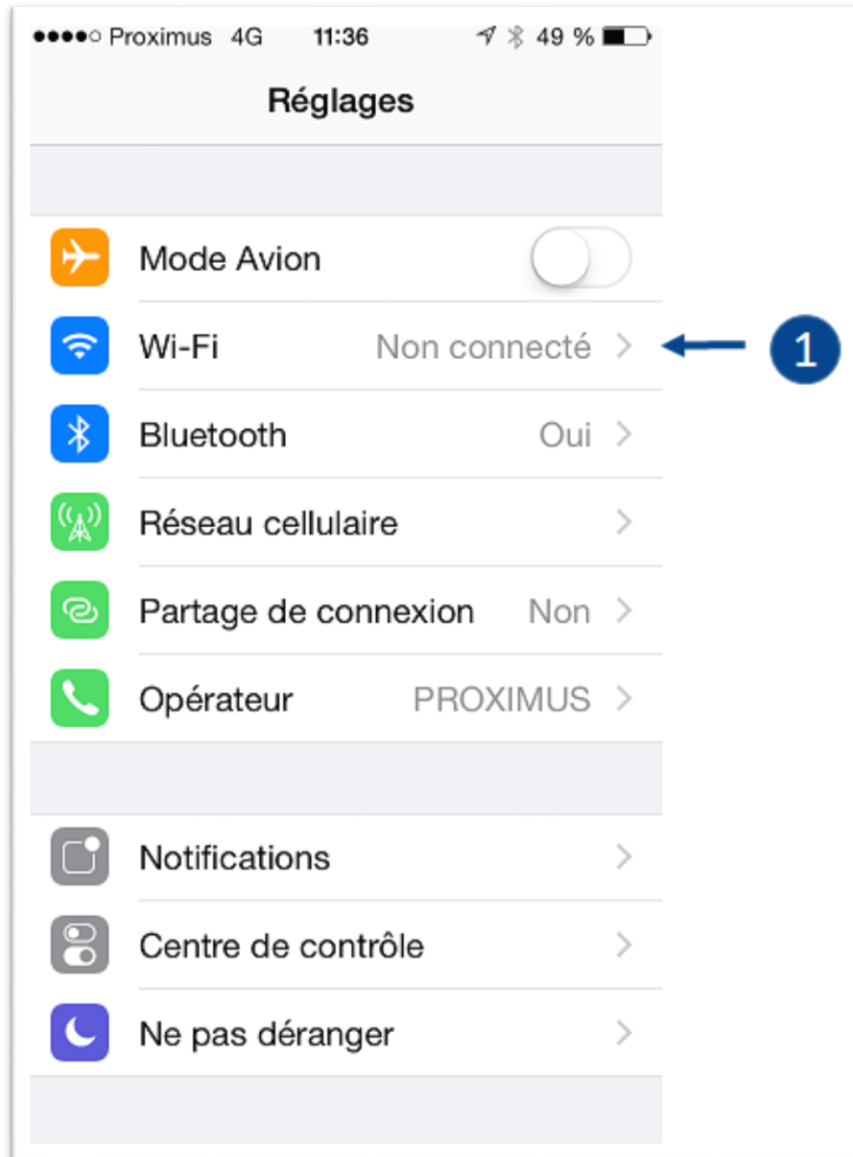 Proximus 4G 11:36 49 %
Réglages
Mode Avion
Wi-Fi Non connecté
1
Bluetooth Oui
Réseau cellulaire
Partage de connexion Non
Opérateur PROXIMUS
Notifications
Centre de contrôle
Ne pas déranger